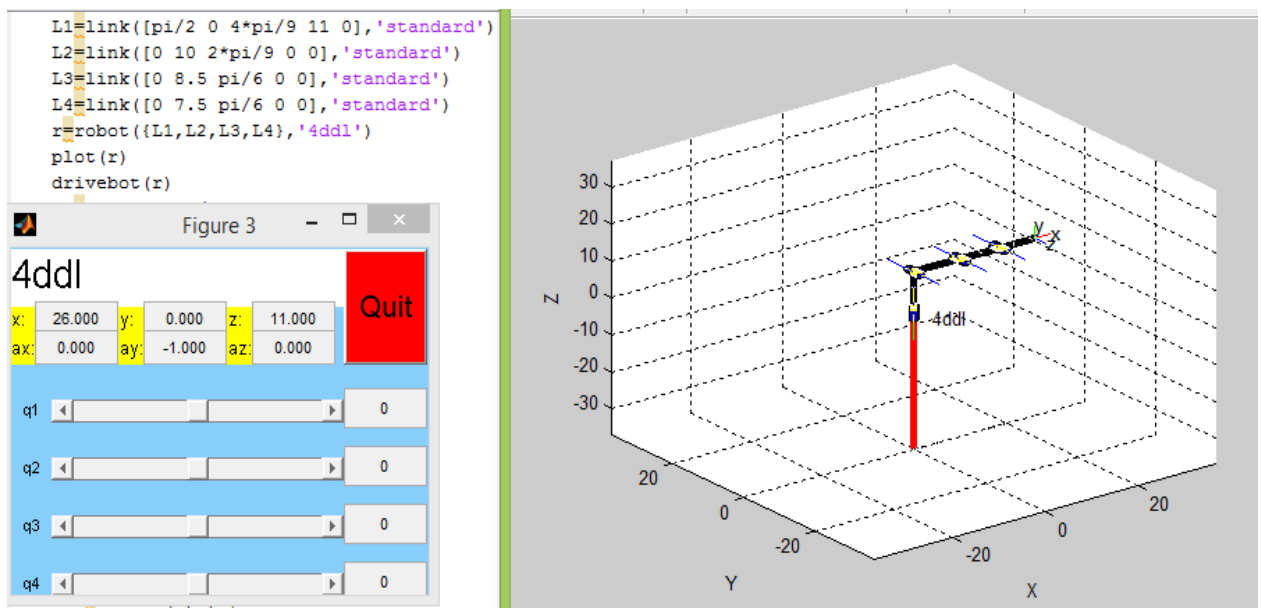 L1=link([pi/2 0 4*pi/9 11 0],'standard')
L2=link([0 10 2*pi/9 0 0],'standard')
L3=link([0 8.5 pi/6 0 0],'standard')
L4=link([0 7.5 pi/6 0 0],'standard')
r=robot({L1,L2,L3,L4},'4ddl')
plot(r)
drivebot(r)
Figure 3
4ddl
Quit
x: 26.000 y: 0.000 z: 11.000
ax: 0.000 ay: -1.000 az: 0.000
q1 0
q2 0
q3 0
q4 0
30
20
10
0
-10
-20
-30
Z
y
x
z
4ddl
20
0
-20
Y
-20
0
20
X